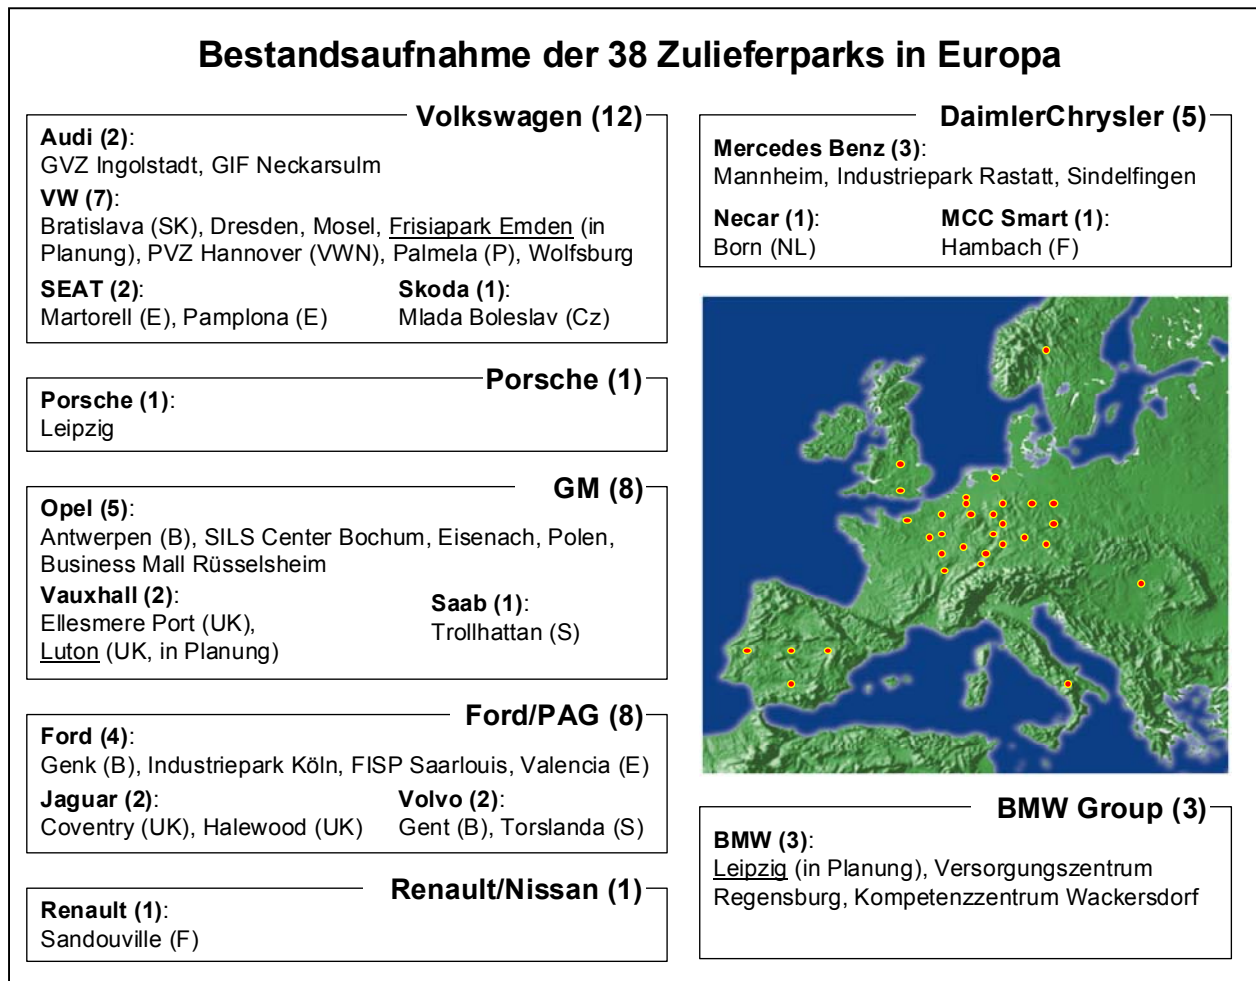 Bestandsaufnahme der 38 Zulieferparks in Europa
Volkswagen (12)
Audi (2):
GVZ Ingolstadt, GIF Neckarsulm
VW (7)
Bratislava (SK), Dresden, Mosel, Frisiapark Emden (in
Planung), PVZ Hannover (VWN), Palmela (P), Wolfsburg
SEAT (2):
Martorell (E), Pamplona (E)
Skoda (1):
Mlada Boleslav (Cz)
Porsche (1)
Porsche (1):
Leipzig
GM (8)
Opel (5):
Antwerpen (B), SILS Center Bochum, Eisenach, Polen,
Business Mall Rüsselsheim
Vauxhall (2):
Ellesmere Port (UK),
Luton (UK, in Planung)
Saab (1):
Trollhattan (S)
Ford/PAG (8)
Ford (4)
Genk (B), Industriepark Köln, FISP Saarlouis, Valencia (E)
Jaguar (2):
Coventry (UK), Halewood (UK)
Volvo (2):
Gent (B), Torslanda (S)
Renault/Nissan (1)
Renault (1):
Sandouville (F)
DaimlerChrysler (5)
Mercedes Benz (3):
Mannheim, Industriepark Rastatt, Sindelfingen
Necar (1):
Born (NL)
MCC Smart (1):
Hambach (F)
BMW Group (3)
BMW (3):
Leipzig (in Planung), Versorgungszentrum
Regensburg, Kompetenzzentrum Wackersdorf